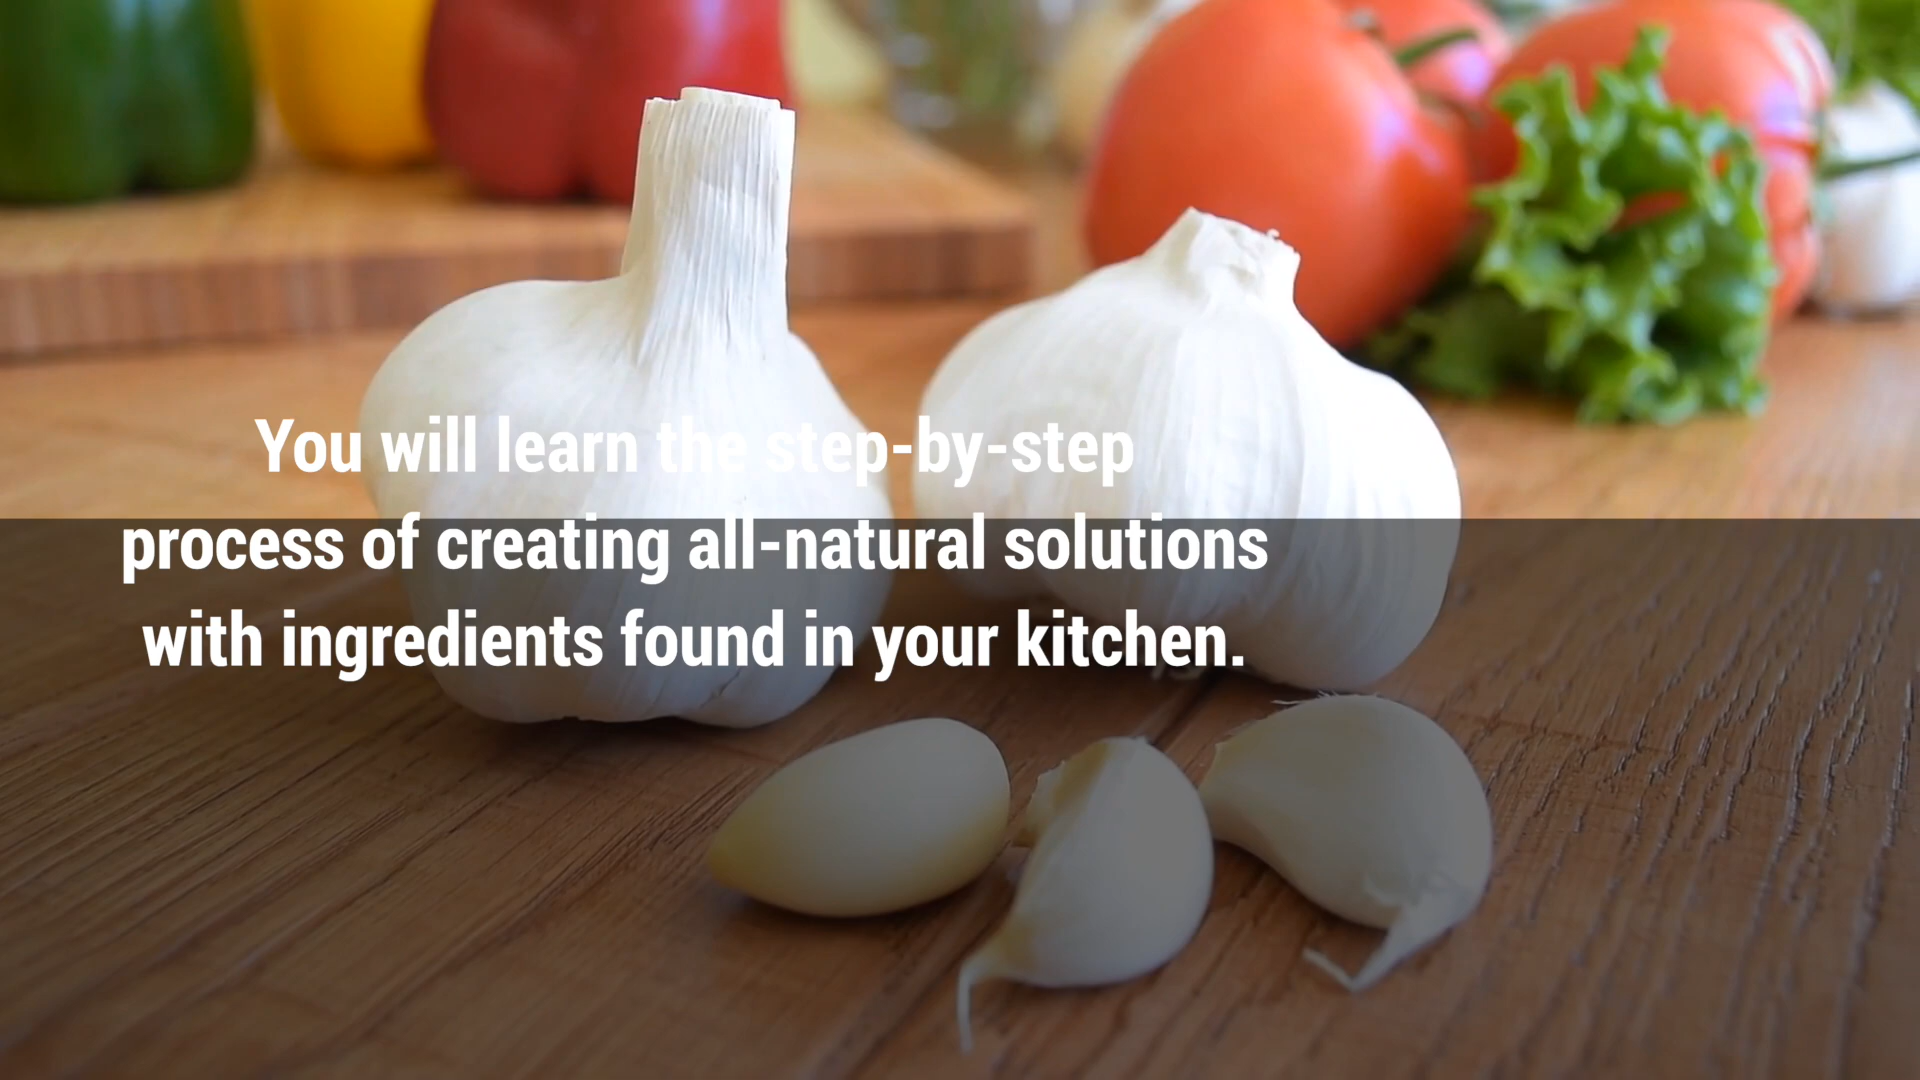 You will learn the step-by-step
process of creating all-natural solutions
with ingredients found in your kitchen.